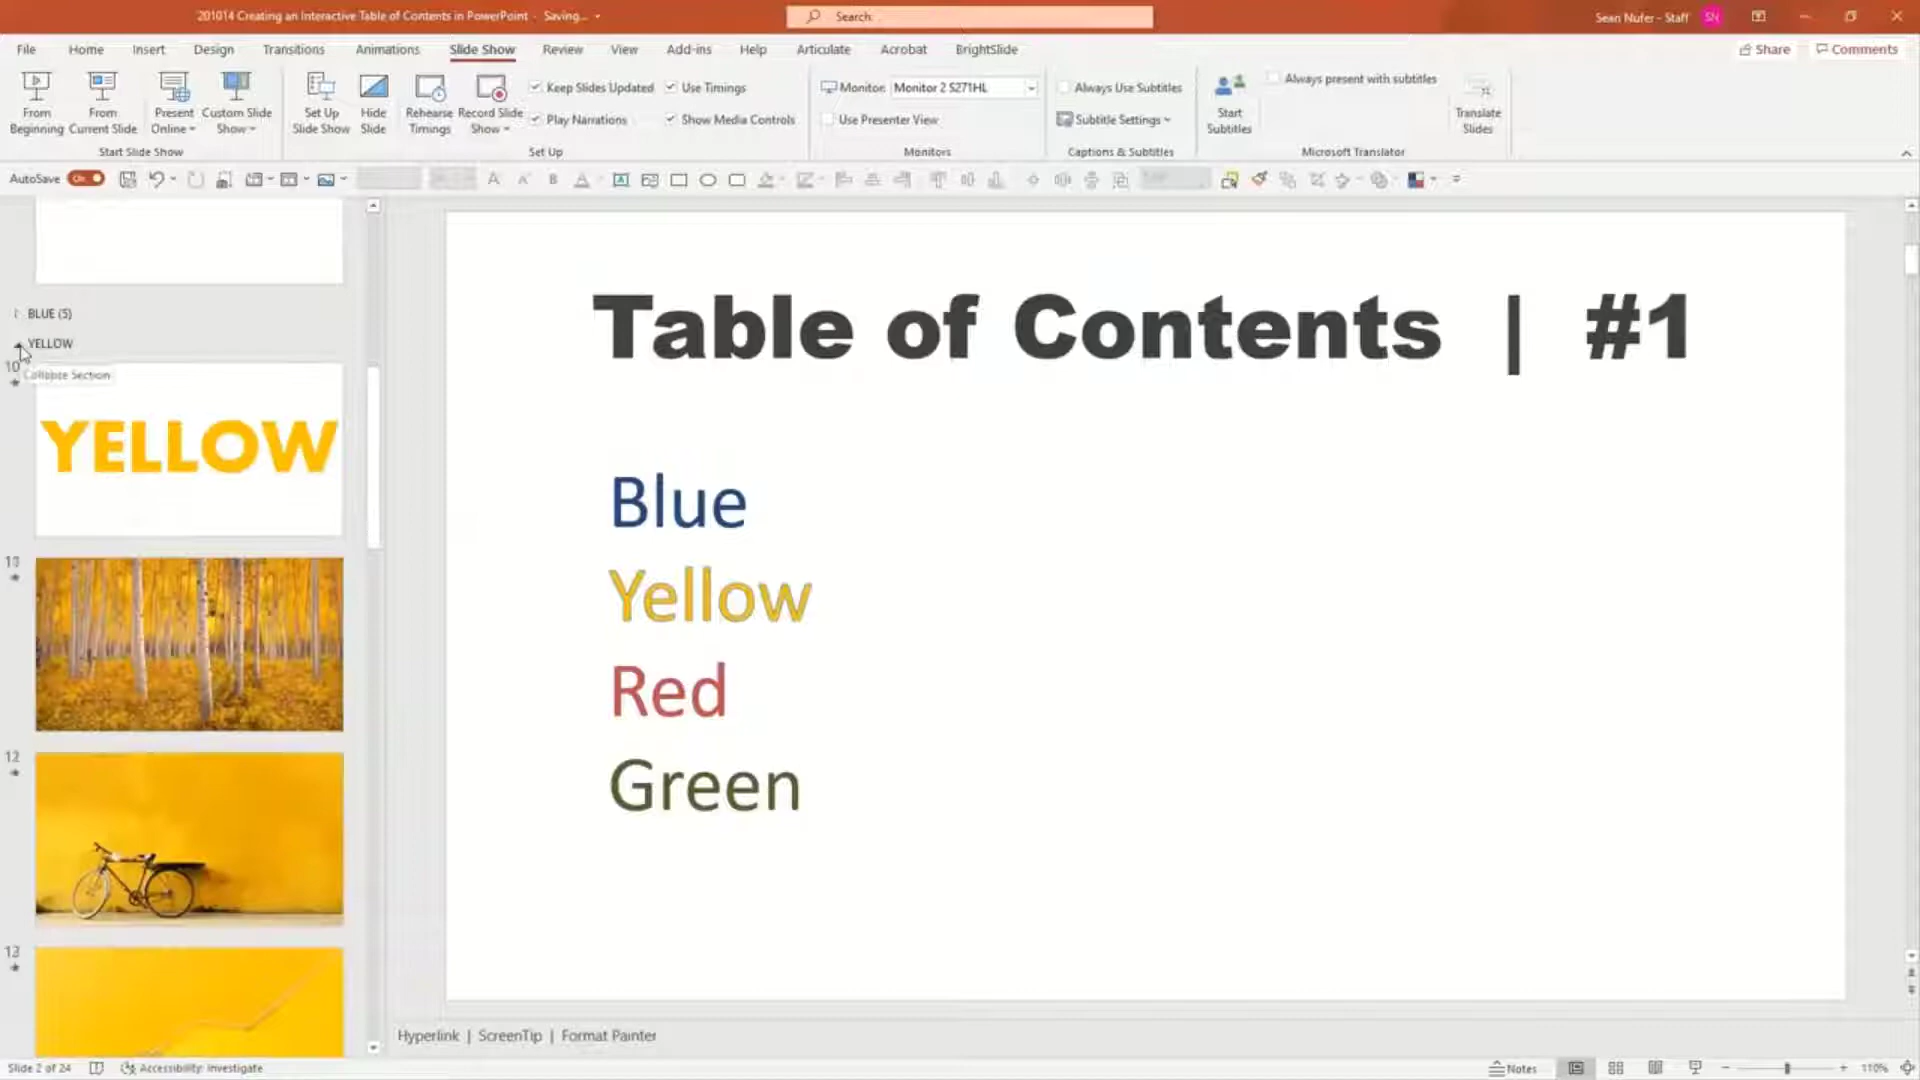 201014 Creating an Interactive Table of Contents in PowerPoint - Saving...
Search
Sean Nufer - Staff SN
File Home Insert Design Transitions Animations Slide Show Review View Add-ins Help Articulate Acrobat BrightSlide Share Comments
From Beginning
From Current Slide
Present Online
Custom Slide Show
Set Up Slide Show
Hide Slide
Rehearse Timings
Record Slide Show
Keep Slides Updated
Use Timings
Play Narrations
Show Media Controls
Monitor: Monitor 2 S271HL
Use Presenter View
Always Use Subtitles
Subtitle Settings
Start Subtitles
Always present with subtitles
Translate Slides
Start Slide Show
Set Up
Monitors
Captions & Subtitles
Microsoft Translator
AutoSave On
BLUE (5)
YELLOW
10
Collapse Section
YELLOW
11
12
13
Table of Contents | #1
Blue
Yellow
Red
Green
Hyperlink | ScreenTip | Format Painter
Slide 2 of 24
Accessibility: Investigate
Notes
110%